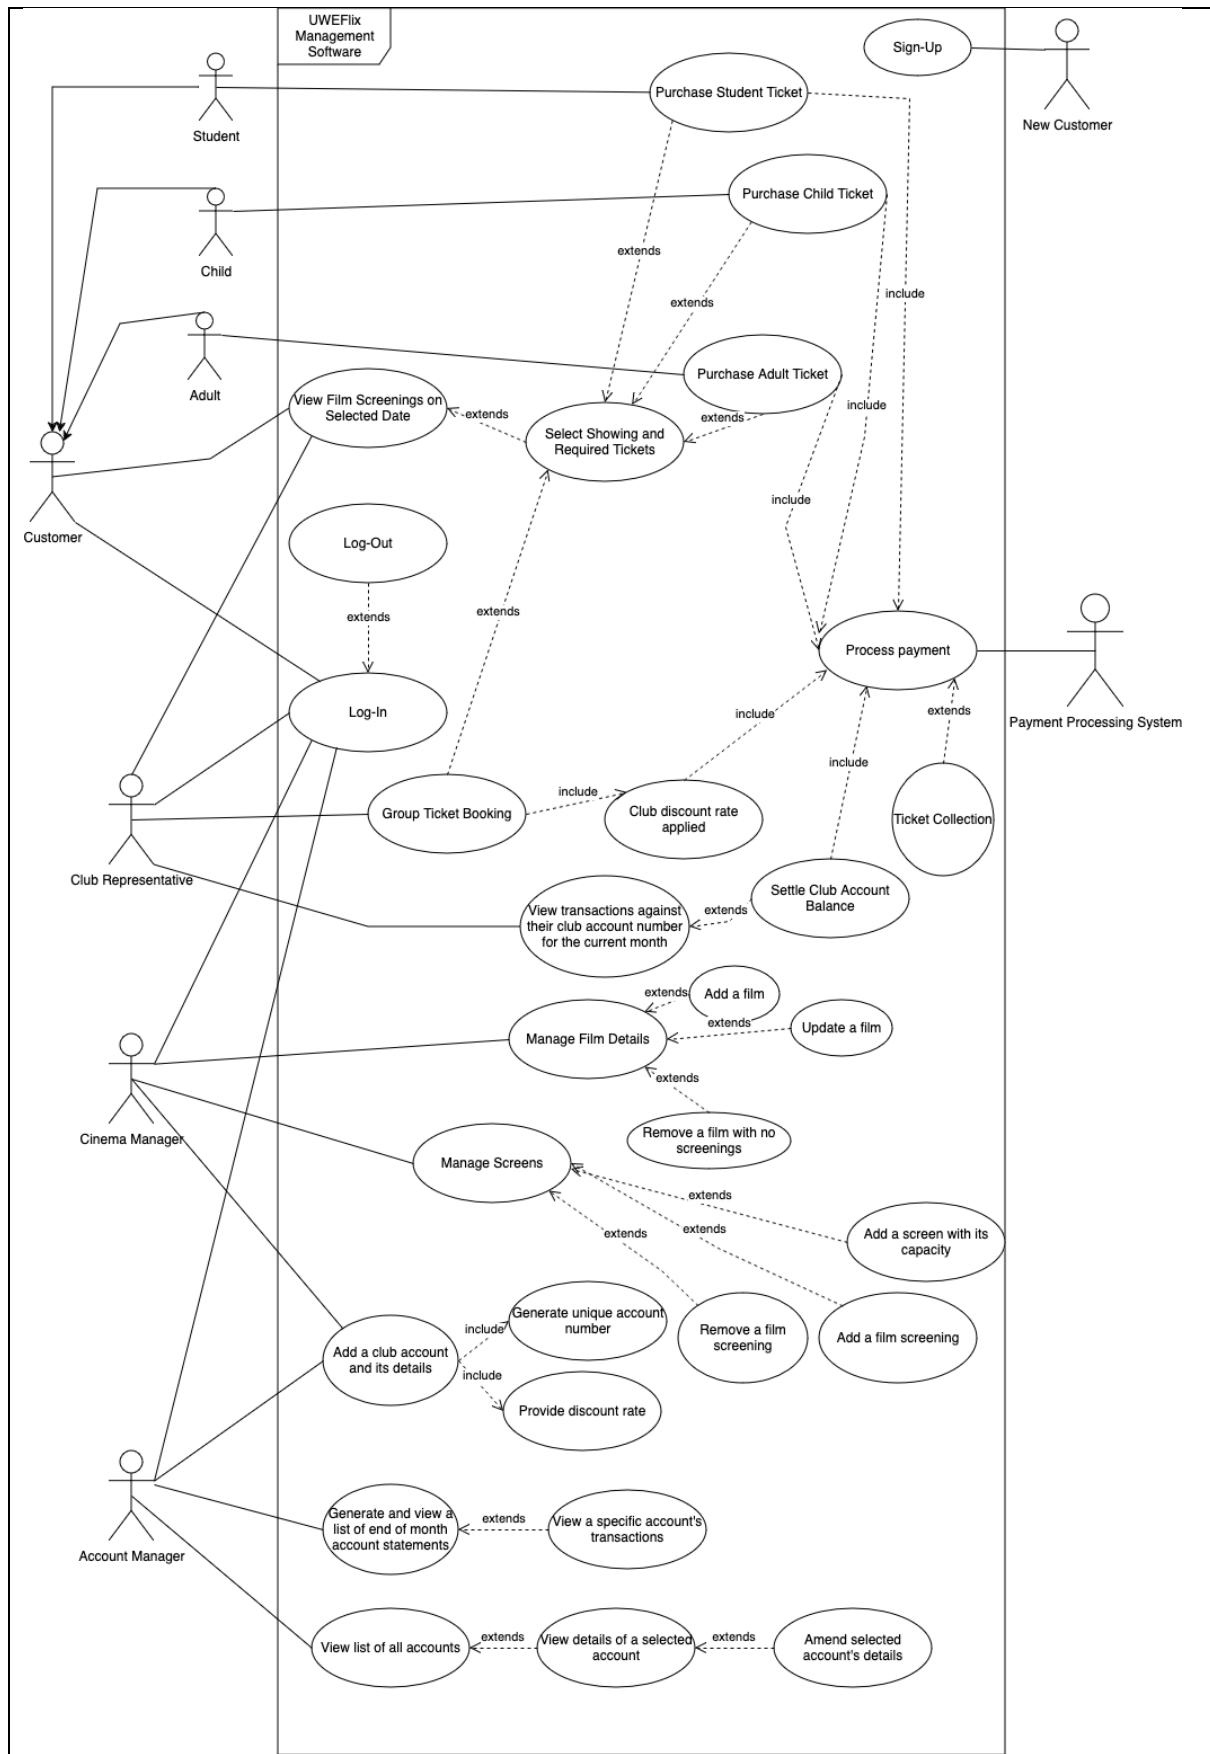 UWEFlix
Management
Software
Sign-Up
New Customer
Student
Purchase Student Ticket
Purchase Child Ticket
Child
extends
extends
include
Adult
Purchase Adult Ticket
View Film Screenings on
Selected Date
extends
extends
include
Select Showing and
Required Tickets
include
Customer
Log-Out
extends
extends
Process payment
Log-In
include
extends
Payment Processing System
include
Group Ticket Booking
include
Club discount rate
applied
Ticket Collection
Club Representative
Settle Club Account
Balance
View transactions against
their club account number
for the current month
extends
extends
Add a film
extends
Update a film
Manage Film Details
extends
Cinema Manager
Remove a film with no
screenings
Manage Screens
extends
extends
extends
Add a screen with its
capacity
Generate unique account
number
include
Remove a film
screening
Add a film screening
Add a club account
and its details
include
Provide discount rate
Generate and view a
list of end of month
account statements
extends
View a specific account's
transactions
Account Manager
View list of all accounts
extends
View details of a selected
account
extends
Amend selected
account's details